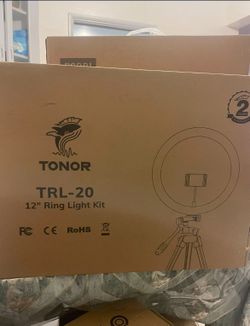 TONOR
TRL-20
12" Ring Light Kit
FC CE RoHS
2